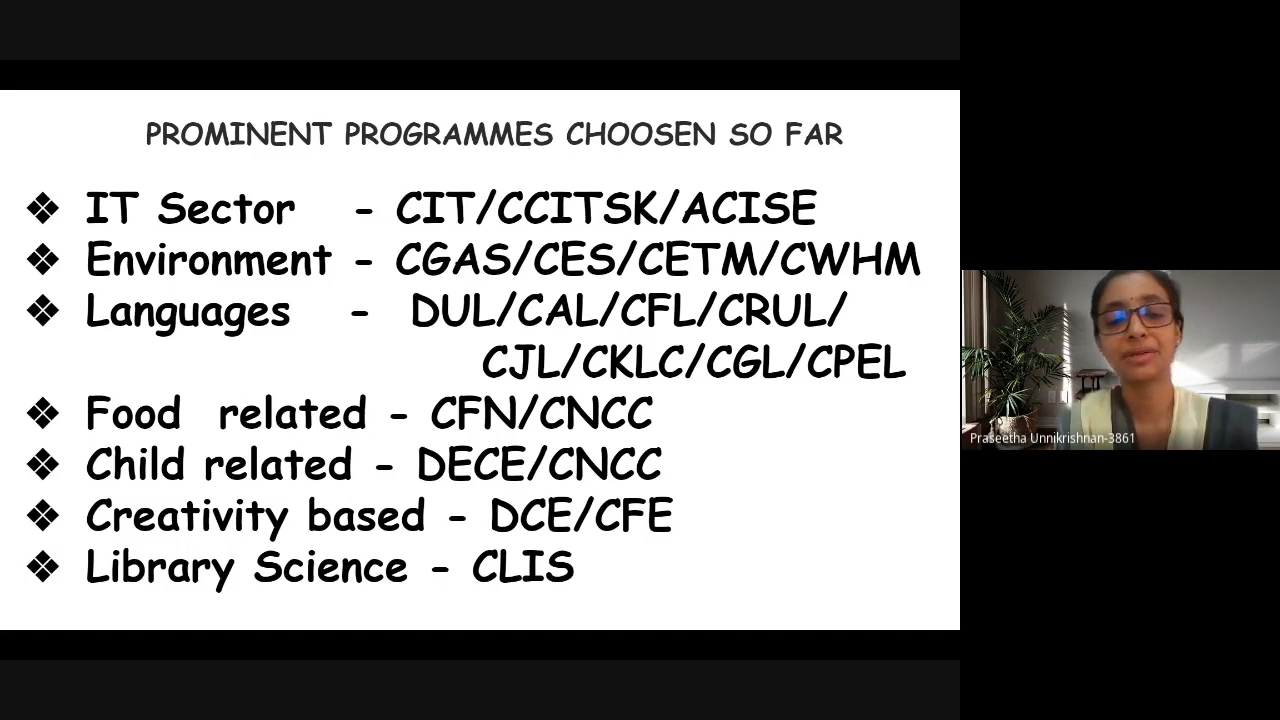 PROMINENT PROGRAMMES CHOOSEN SO FAR
❖ IT Sector - CIT/CCITSK/ACISE
❖ Environment - CGAS/CES/CETM/CWHM
❖ Languages - DUL/CAL/CFL/CRUL/
CJL/CKLC/CGL/CPEL
❖ Food related - CFN/CNCC
❖ Child related - DECE/CNCC
❖ Creativity based - DCE/CFE
❖ Library Science - CLIS
Praseetha Unnikrishnan-3861